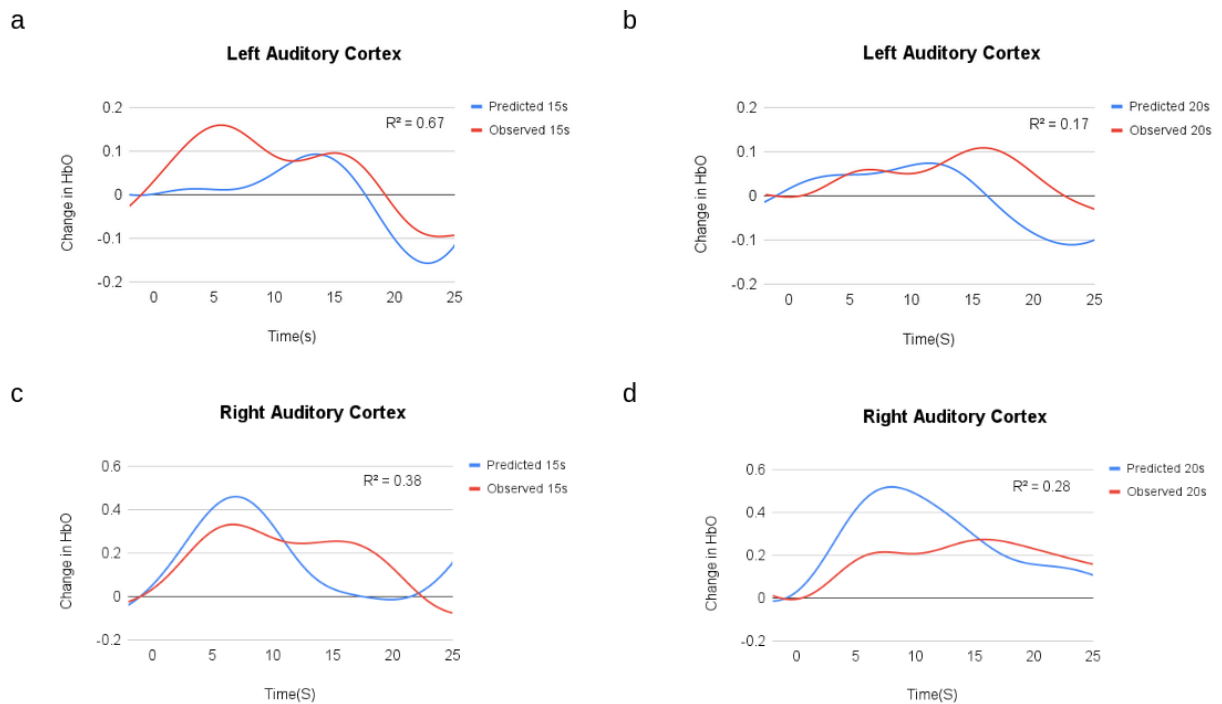 a
Left Auditory Cortex
0.2
0.1
0
-0.1
-0.2
Change in HbO
R² = 0.67
Predicted 15s
Observed 15s
0 5 10 15 20 25
Time(s)
b
Left Auditory Cortex
0.2
0.1
0
-0.1
-0.2
Change in HbO
R² = 0.17
Predicted 20s
Observed 20s
0 5 10 15 20 25
Time(S)
c
Right Auditory Cortex
0.6
0.4
0.2
0
-0.2
Change in HbO
R² = 0.38
Predicted 15s
Observed 15s
0 5 10 15 20 25
Time(S)
d
Right Auditory Cortex
0.6
0.4
0.2
0
-0.2
Change in HbO
R² = 0.28
Predicted 20s
Observed 20s
0 5 10 15 20 25
Time(S)